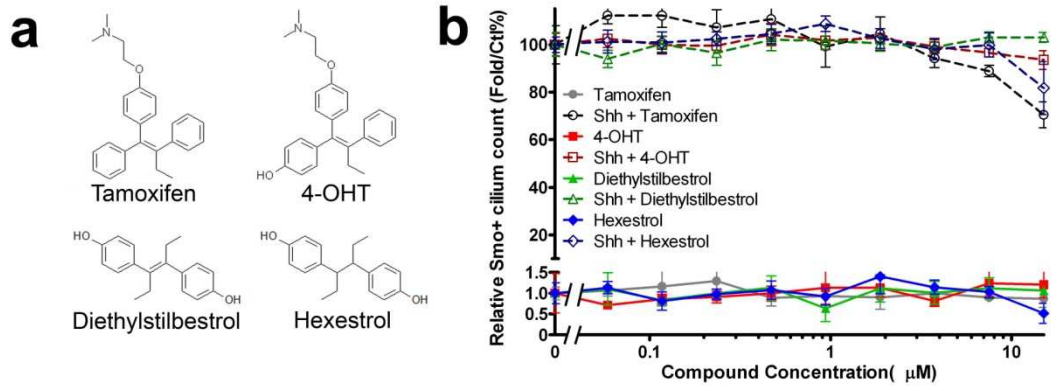 a
N
O
Tamoxifen
N
O
HO
4-OHT
HO
OH
Diethylstilbestrol
HO
OH
Hexestrol
b
Relative Smo+ cilium count (Fold/Ctl%)
100
80
60
40
20
1.5
1.0
0.5
0.0
Tamoxifen
Shh + Tamoxifen
4-OHT
Shh + 4-OHT
Diethylstilbestrol
Shh + Diethylstilbestrol
Hexestrol
Shh + Hexestrol
0
0.1
1
10
Compound Concentration( μM)